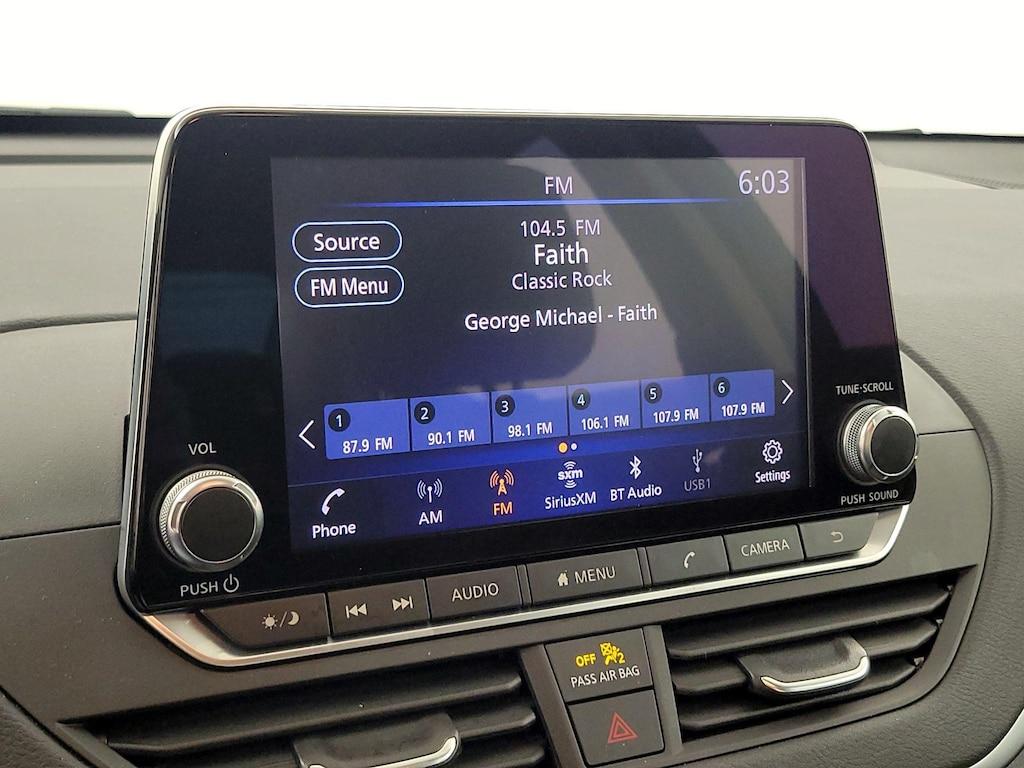 FM
6:03
Source
FM Menu
104.5 FM
Faith
Classic Rock
George Michael - Faith
1
87.9 FM
2
90.1 FM
3
98.1 FM
4
106.1 FM
5
107.9 FM
6
107.9 FM
Phone
AM
FM
sxm
SiriusXM
BT Audio
USB1
Settings
VOL
PUSH
TUNE·SCROLL
PUSH SOUND
AUDIO
MENU
CAMERA
OFF 2
PASS AIR BAG